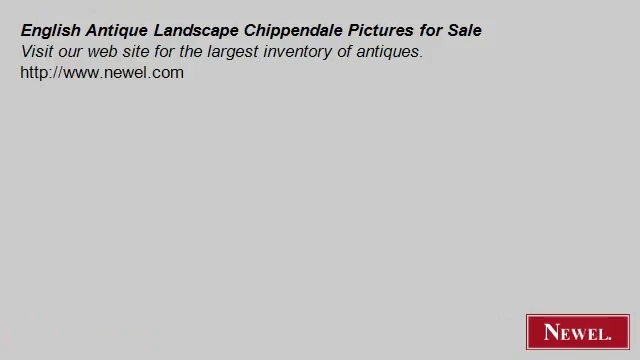 English Antique Landscape Chippendale Pictures for Sale
Visit our web site for the largest inventory of antiques.
http://www.newel.com
NEWEL.